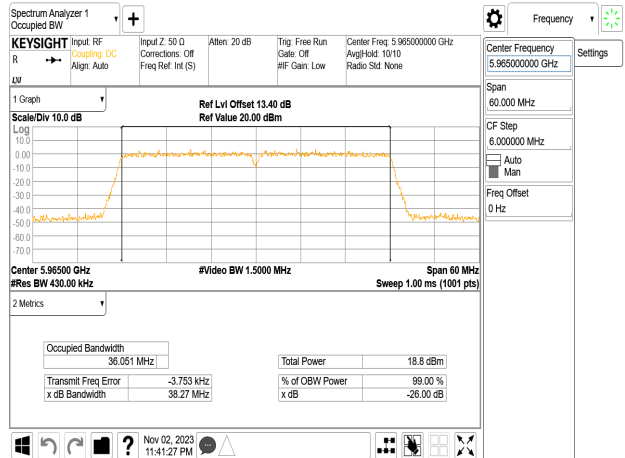 Spectrum Analyzer 1
Occupied BW
+
Frequency
KEYSIGHT
R
LXI
Input: RF
Coupling: DC
Align: Auto
Input Z: 50 Ω
Corrections: Off
Freq Ref: Int (S)
Atten: 20 dB
Trig: Free Run
Gate: Off
#IF Gain: Low
Center Freq: 5.965000000 GHz
Avg|Hold: 10/10
Radio Std: None
Center Frequency
5.965000000 GHz
Settings
Span
60.000 MHz
CF Step
6.000000 MHz
Auto
Man
Freq Offset
0 Hz
1 Graph
Scale/Div 10.0 dB
Ref Lvl Offset 13.40 dB
Ref Value 20.00 dBm
Log
10.0
0.00
-10.0
-20.0
-30.0
-40.0
-50.0
-60.0
-70.0
Center 5.96500 GHz
#Res BW 430.00 kHz
#Video BW 1.5000 MHz
Span 60 MHz
Sweep 1.00 ms (1001 pts)
2 Metrics
Occupied Bandwidth
36.051 MHz
Total Power 18.8 dBm
Transmit Freq Error -3.753 kHz
% of OBW Power 99.00 %
x dB Bandwidth 38.27 MHz
x dB -26.00 dB
?
Nov 02, 2023
11:41:27 PM